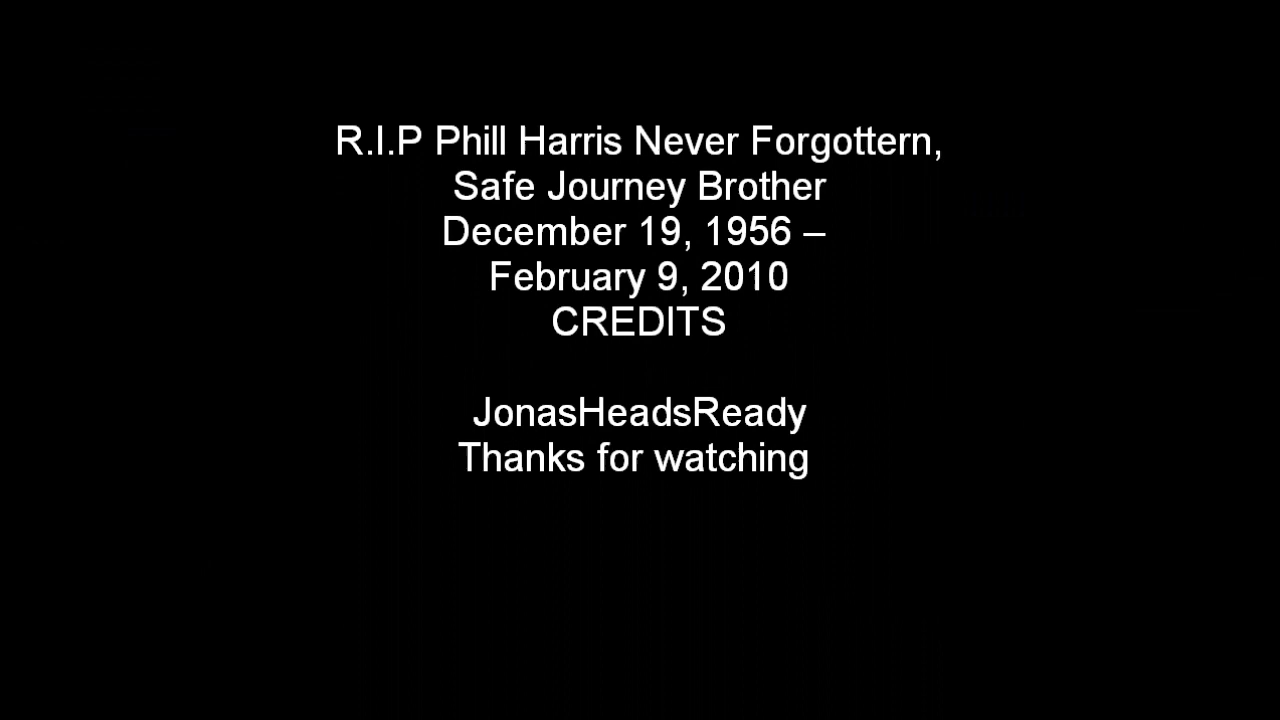 R.I.P Phill Harris Never Forgottern,
Safe Journey Brother
December 19, 1956 –
February 9, 2010
CREDITS
JonasHeadsReady
Thanks for watching